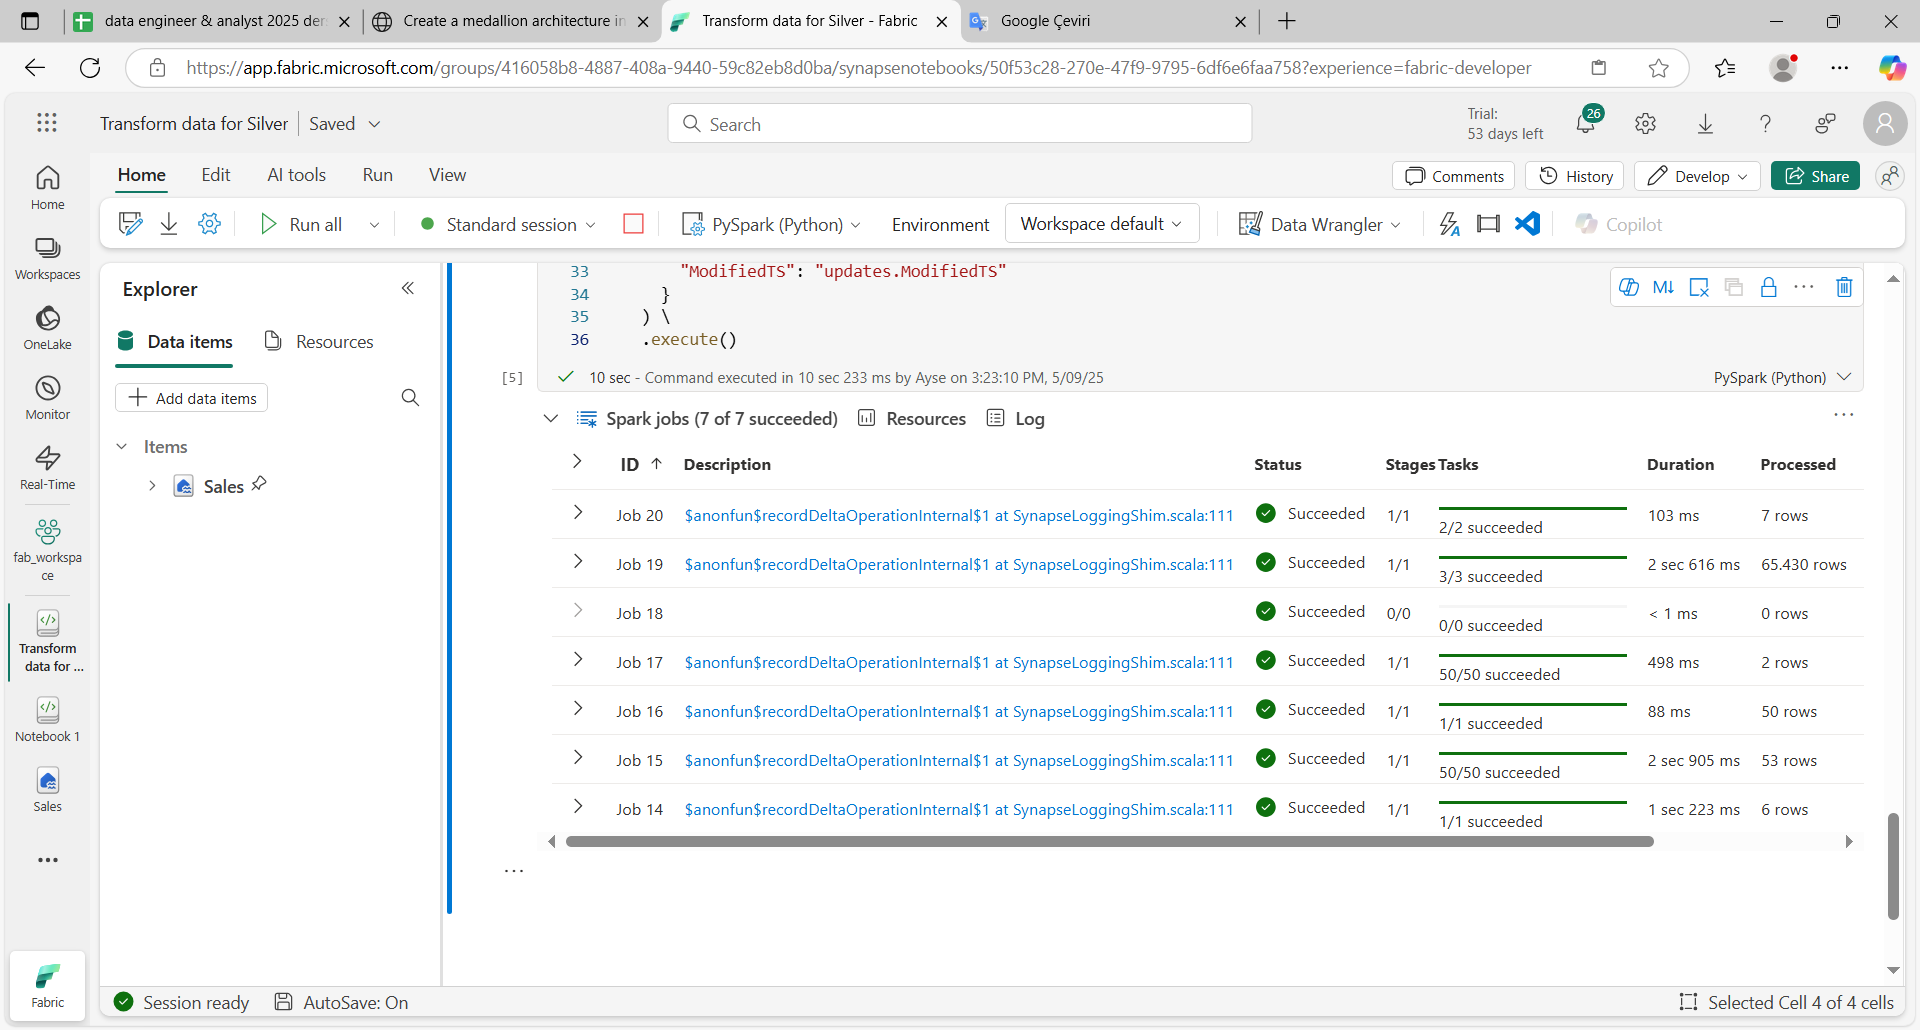 data engineer & analyst 2025 der
Create a medallion architecture in
Transform data for Silver - Fabric
Google Çeviri
https://app.fabric.microsoft.com/groups/416058b8-4887-408a-9440-59c82eb8d0ba/synapsenotebooks/50f53c28-270e-47f9-9795-6df6e6faa758?experience=fabric-developer
Transform data for Silver
Saved
Search
Trial:
53 days left
26
Home
Edit
AI tools
Run
View
Comments
History
Develop
Share
Run all
Standard session
PySpark (Python)
Environment
Workspace default
Data Wrangler
Copilot
Home
Workspaces
OneLake
Monitor
Real-Time
fab_workspa
ce
Transform
data for ...
Notebook 1
Sales
Fabric
Explorer
Data items
Resources
Add data items
Items
Sales
33 "ModifiedTS": "updates.ModifiedTS"
34 }
35 ) \
36 .execute()
M↓
[5]
10 sec - Command executed in 10 sec 233 ms by Ayse on 3:23:10 PM, 5/09/25
PySpark (Python)
Spark jobs (7 of 7 succeeded)
Resources
Log
ID Description Status Stages Tasks Duration Processed
Job 20 $anonfun$recordDeltaOperationInternal$1 at SynapseLoggingShim.scala:111 Succeeded 1/1 2/2 succeeded 103 ms 7 rows
Job 19 $anonfun$recordDeltaOperationInternal$1 at SynapseLoggingShim.scala:111 Succeeded 1/1 3/3 succeeded 2 sec 616 ms 65.430 rows
Job 18 Succeeded 0/0 0/0 succeeded < 1 ms 0 rows
Job 17 $anonfun$recordDeltaOperationInternal$1 at SynapseLoggingShim.scala:111 Succeeded 1/1 50/50 succeeded 498 ms 2 rows
Job 16 $anonfun$recordDeltaOperationInternal$1 at SynapseLoggingShim.scala:111 Succeeded 1/1 1/1 succeeded 88 ms 50 rows
Job 15 $anonfun$recordDeltaOperationInternal$1 at SynapseLoggingShim.scala:111 Succeeded 1/1 50/50 succeeded 2 sec 905 ms 53 rows
Job 14 $anonfun$recordDeltaOperationInternal$1 at SynapseLoggingShim.scala:111 Succeeded 1/1 1/1 succeeded 1 sec 223 ms 6 rows
Session ready
AutoSave: On
Selected Cell 4 of 4 cells